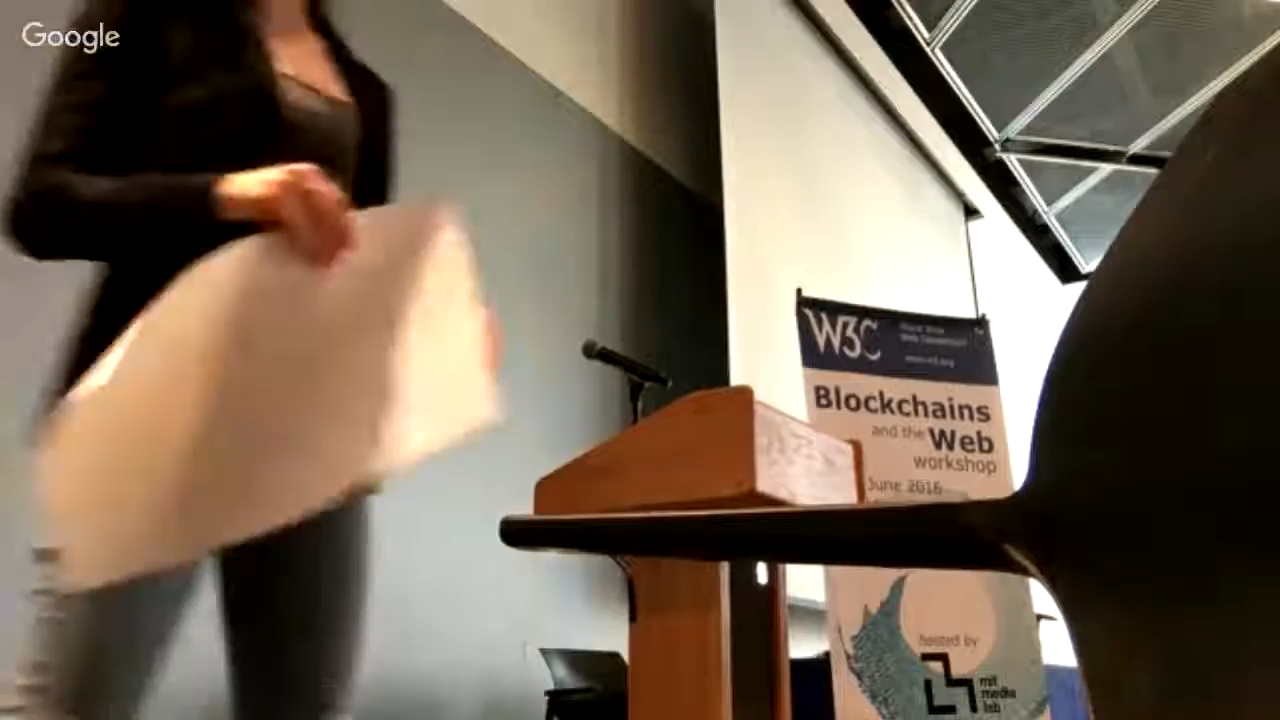 Google
W3C
Blockchains
and the Web
workshop
June 2016
hosted by
mit
media
lab